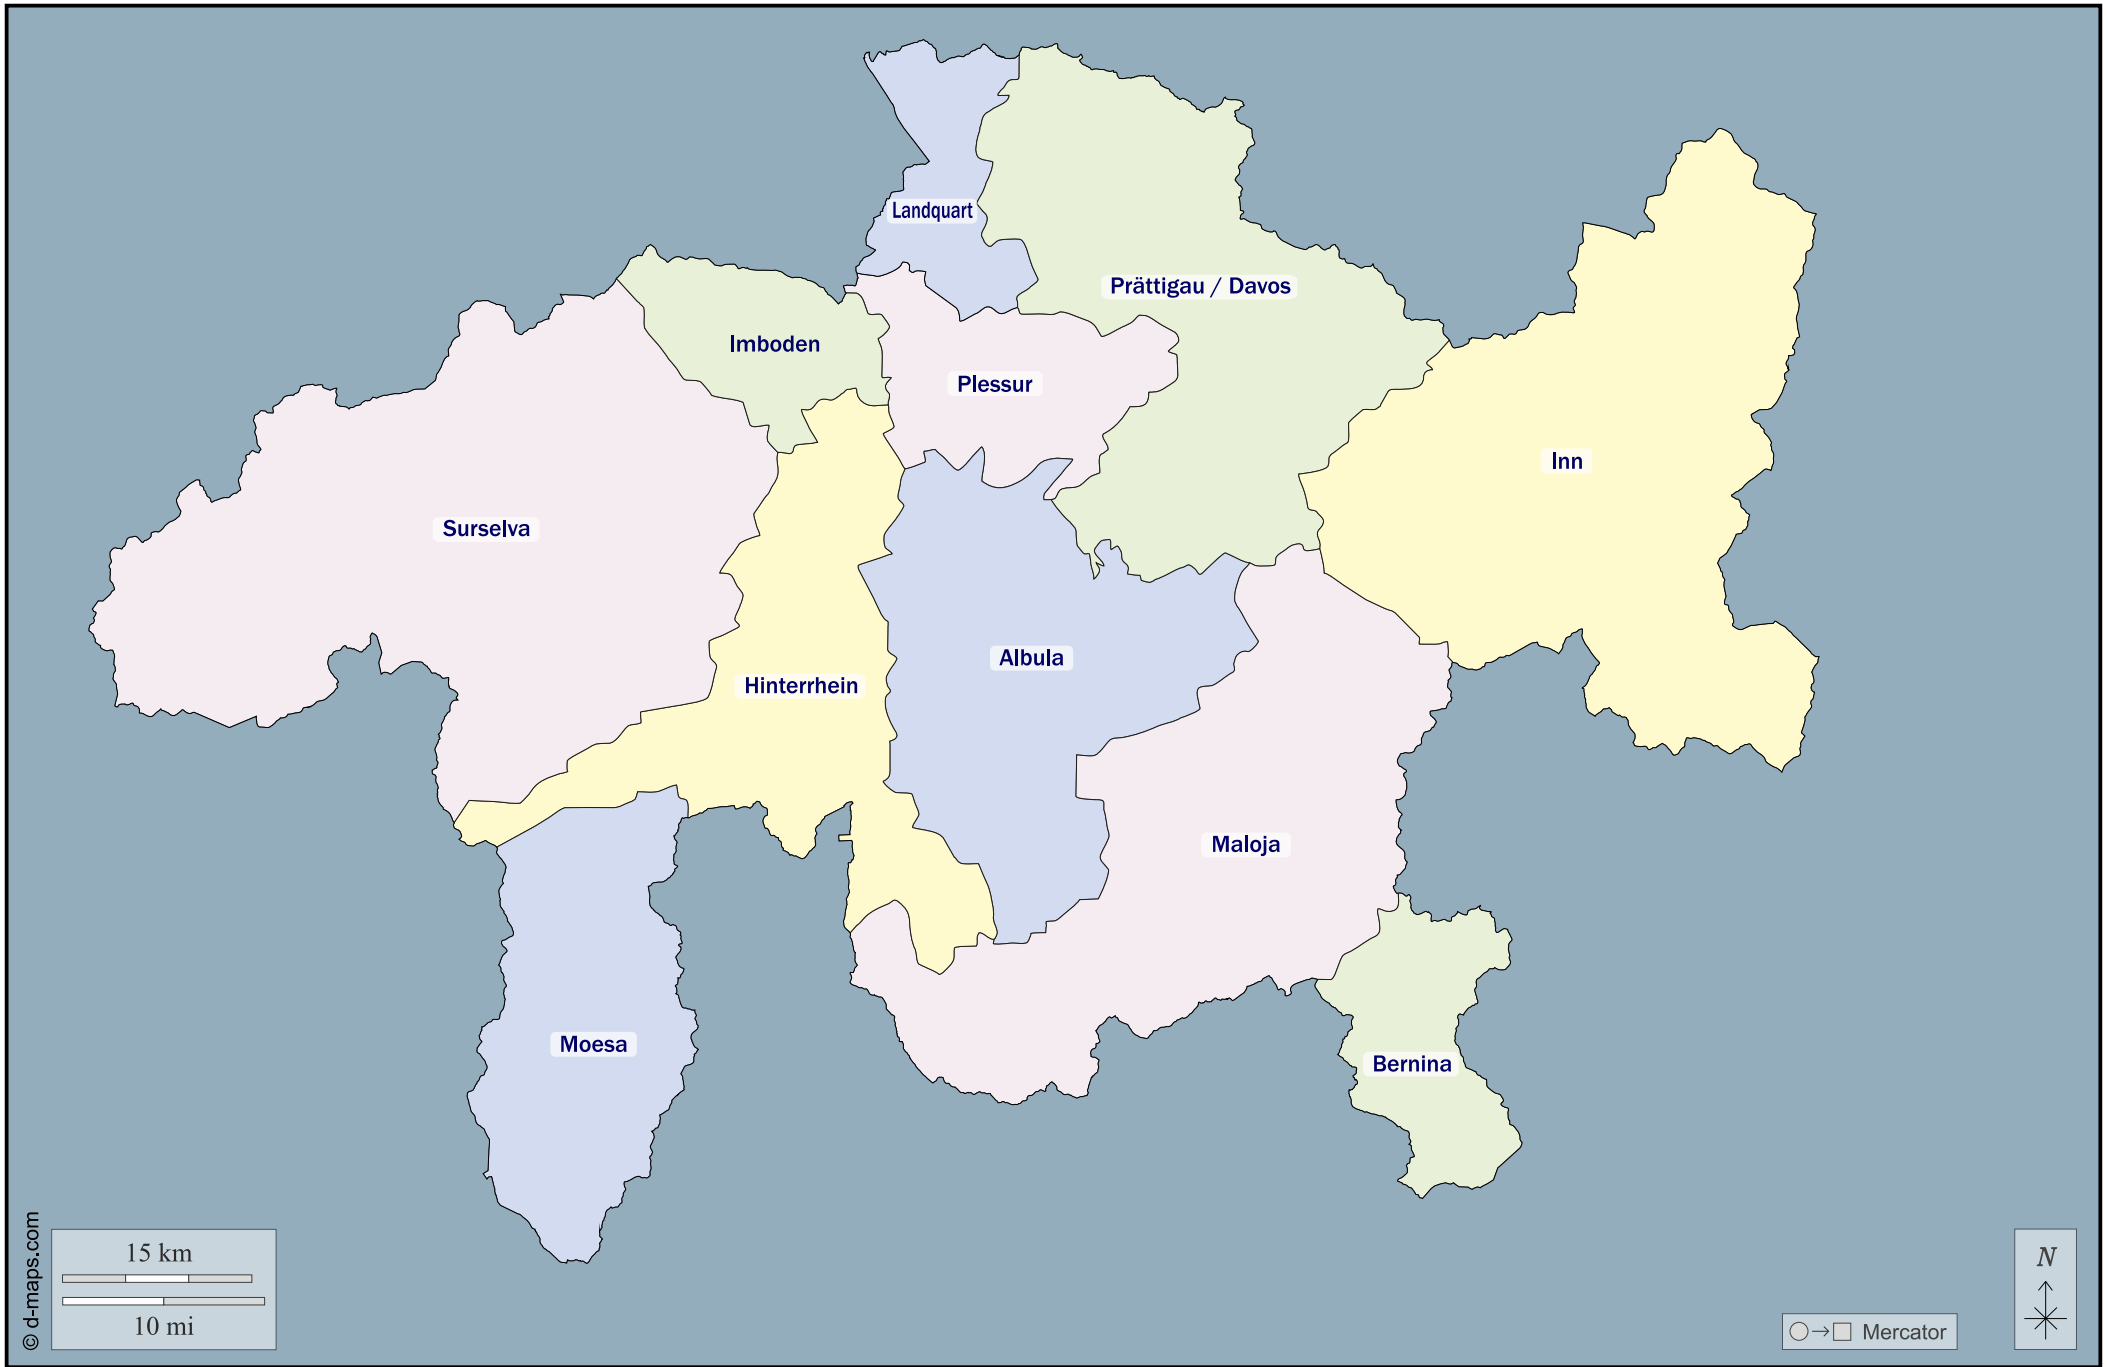 Landquart
Prättigau / Davos
Imboden
Plessur
Inn
Surselva
Albula
Hinterrhein
Maloja
Moesa
Bernina
© d-maps.com
15 km
10 mi
N
Mercator